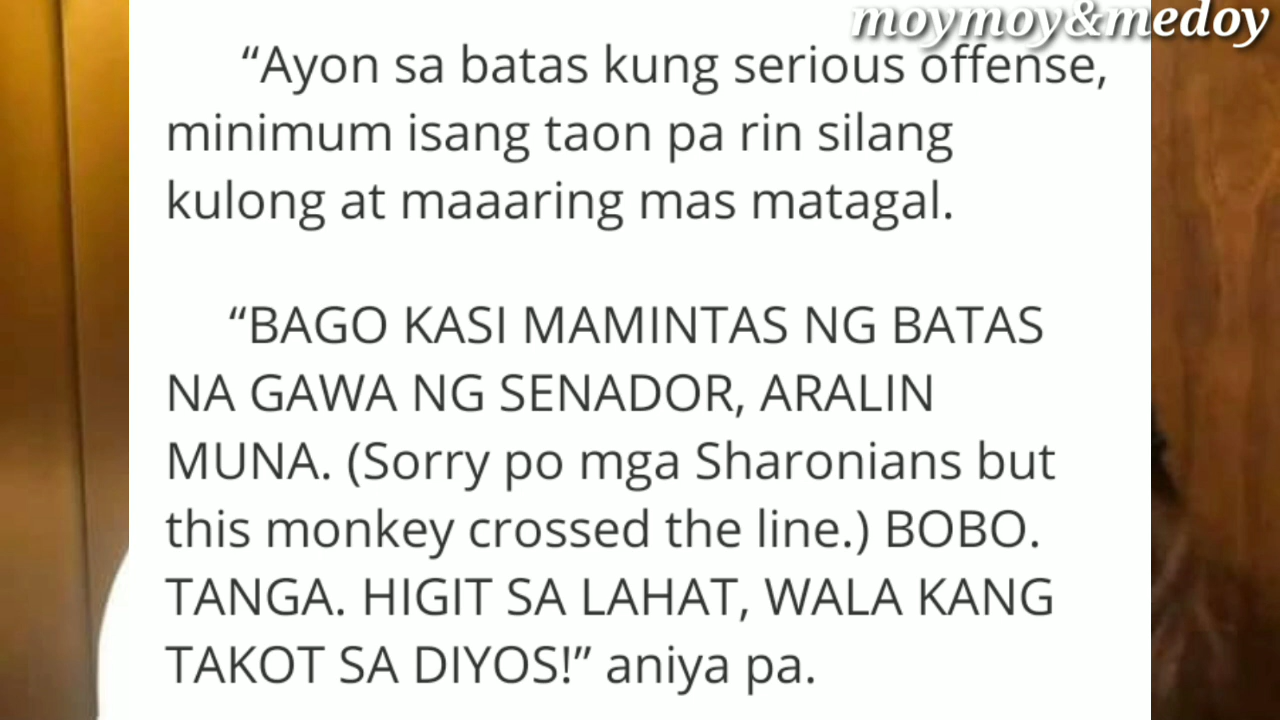 moymoy&medoy
“Ayon sa batas kung serious offense,
minimum isang taon pa rin silang
kulong at maaaring mas matagal.
“BAGO KASI MAMINTAS NG BATAS
NA GAWA NG SENADOR, ARALIN
MUNA. (Sorry po mga Sharonians but
this monkey crossed the line.) BOBO.
TANGA. HIGIT SA LAHAT, WALA KANG
TAKOT SA DIYOS!” aniya pa.